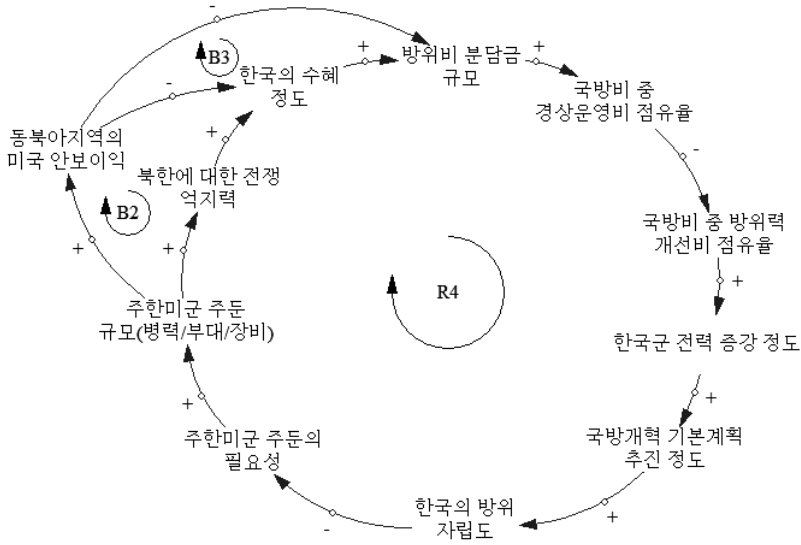 -
B3
+
방위비 분담금
규모
+
한국의 수혜
정도
-
국방비 중
경상운영비 점유율
동북아지역의
미국 안보이익
+
북한에 대한 전쟁
억지력
-
B2
국방비 중 방위력
개선비 점유율
+
+
+
R4
주한미군 주둔
규모(병력/부대/장비)
한국군 전력 증강 정도
+
+
주한미군 주둔의
필요성
국방개혁 기본계획
추진 정도
한국의 방위
자립도
-
+